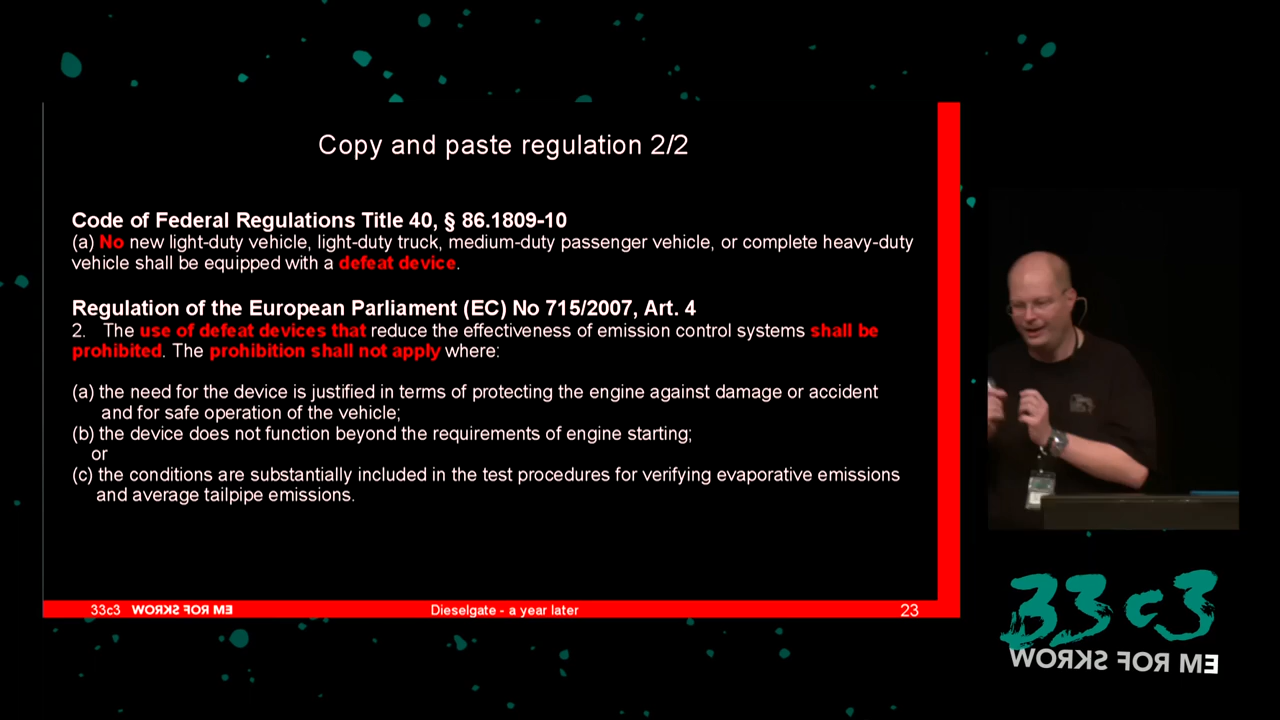 Copy and paste regulation 2/2
Code of Federal Regulations Title 40, § 86.1809-10
(a) No new light-duty vehicle, light-duty truck, medium-duty passenger vehicle, or complete heavy-duty
vehicle shall be equipped with a defeat device.
Regulation of the European Parliament (EC) No 715/2007, Art. 4
2. The use of defeat devices that reduce the effectiveness of emission control systems shall be
prohibited. The prohibition shall not apply where:
(a) the need for the device is justified in terms of protecting the engine against damage or accident
and for safe operation of the vehicle;
(b) the device does not function beyond the requirements of engine starting;
or
(c) the conditions are substantially included in the test procedures for verifying evaporative emissions
and average tailpipe emissions.
33c3 WORKS FOR ME Dieselgate - a year later 23
33c3
WORKS FOR ME